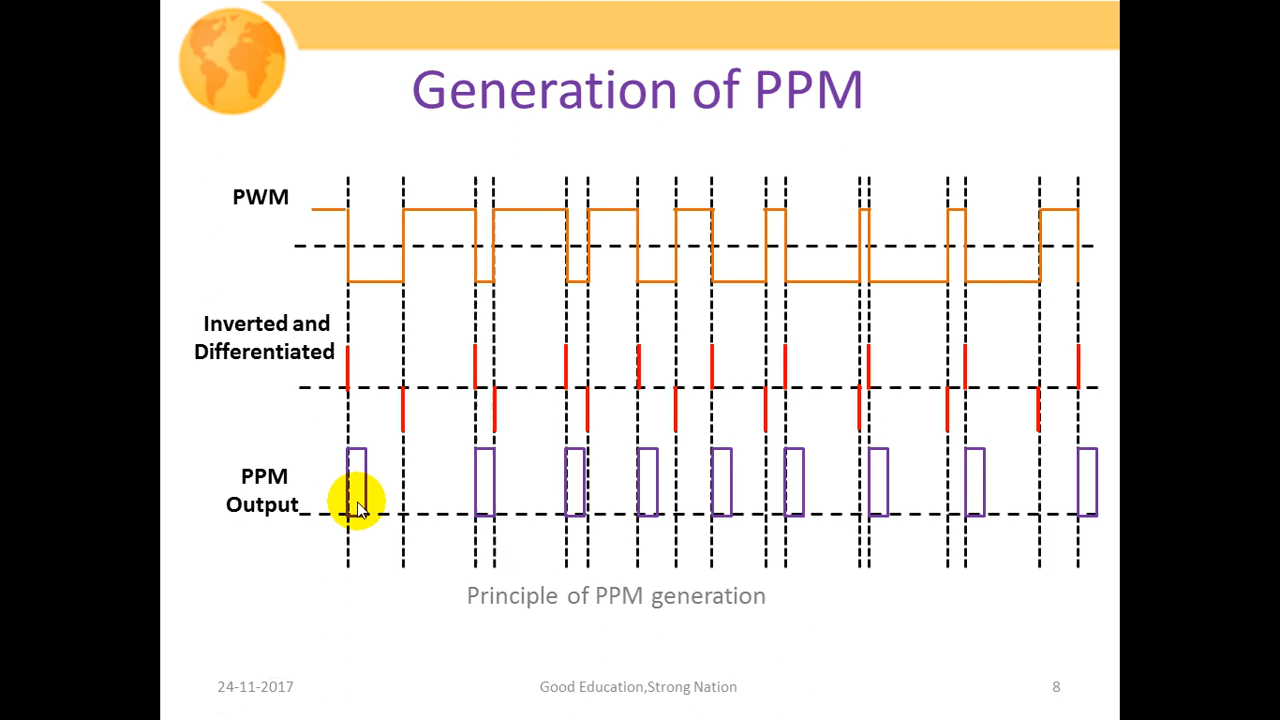 Generation of PPM
PWM
Inverted and
Differentiated
PPM
Output
Principle of PPM generation
24-11-2017
Good Education,Strong Nation
8